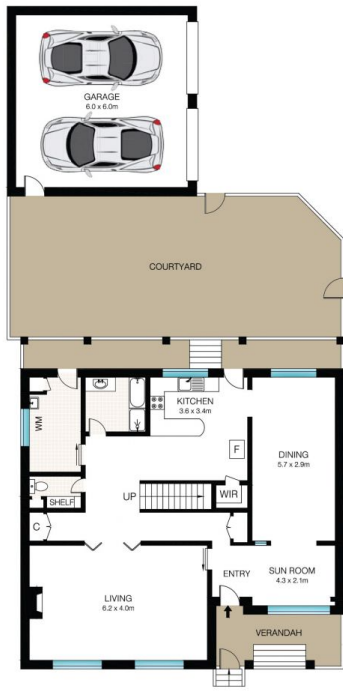 GARAGE
6.0 x 6.0m
COURTYARD
KITCHEN
3.6 x 3.4m
WM
F
DINING
5.7 x 2.9m
SHELF
UP
WIR
C
ENTRY
SUN ROOM
4.3 x 2.1m
LIVING
6.2 x 4.0m
VERANDAH